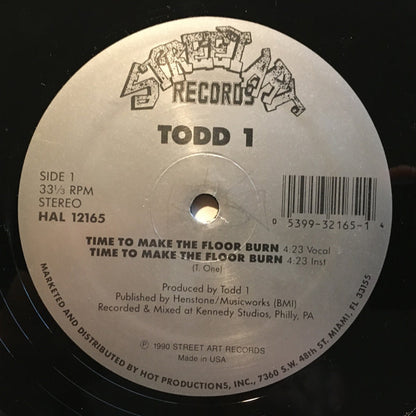 STREET ART
RECORDS
TODD 1
SIDE 1
33⅓ RPM
STEREO
HAL 12165
0 5399-32165-1 4
TIME TO MAKE THE FLOOR BURN 4:23 Vocal
TIME TO MAKE THE FLOOR BURN 4:23 Inst
(T. One)
Produced by Todd 1
Published by Henstone/Musicworks (BMI)
Recorded & Mixed at Kennedy Studios, Philly, PA
℗ 1990 STREET ART RECORDS
Made in USA
MARKETED AND DISTRIBUTED BY HOT PRODUCTIONS, INC., 7360 S.W. 48th ST. MIAMI, FL 33155